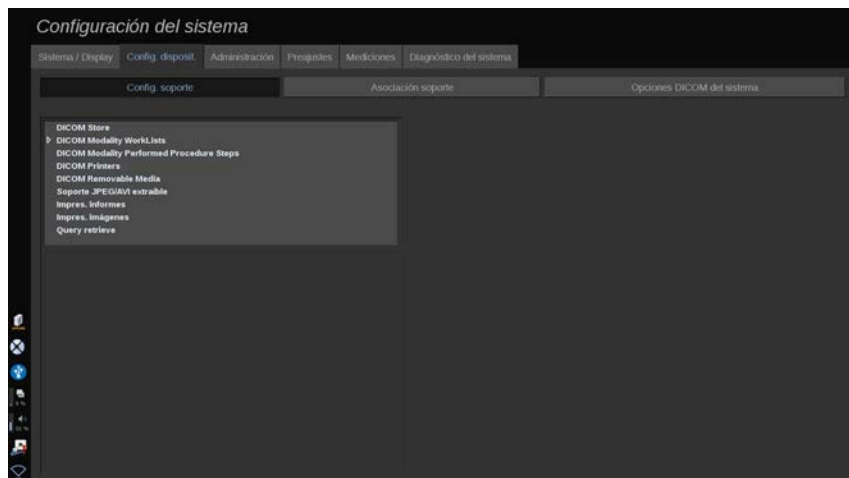 Configuración del sistema
Sistema / Display Config. disposit. Administración Preajustes Mediciones Diagnóstico del sistema
Config. soporte Asociación soporte Opciones DICOM del sistema
DICOM Store
DICOM Modality WorkLists
DICOM Modality Performed Procedure Steps
DICOM Printers
DICOM Removable Media
Soporte JPEG/AVI extraible
Impres. informes
Impres. imágenes
Query retrieve